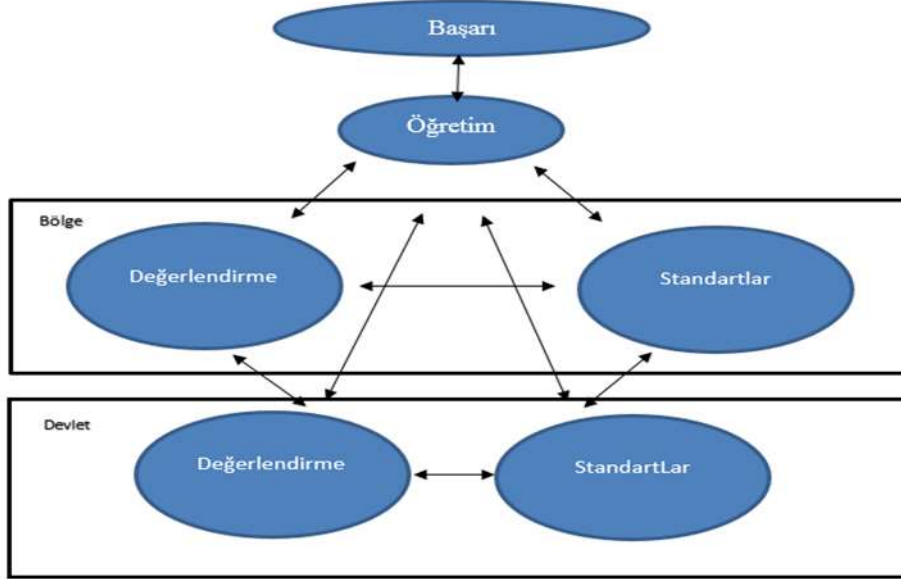 Başarı
Öğretim
Bölge
Değerlendirme
Standartlar
Devlet
Değerlendirme
StandartLar